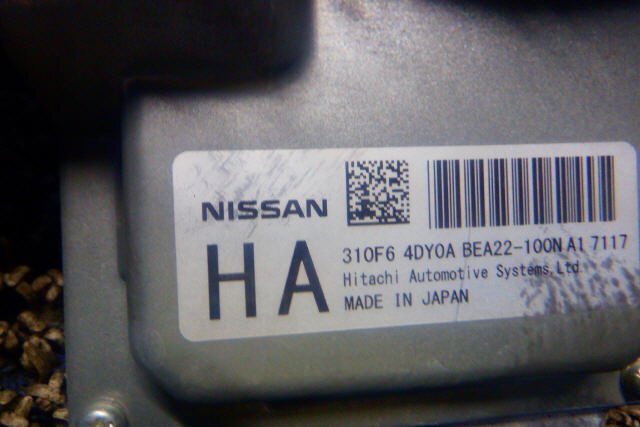 NISSAN
HA
310F6 4DY0A BEA22-100N A1 7117
Hitachi Automotive Systems,Ltd.
MADE IN JAPAN